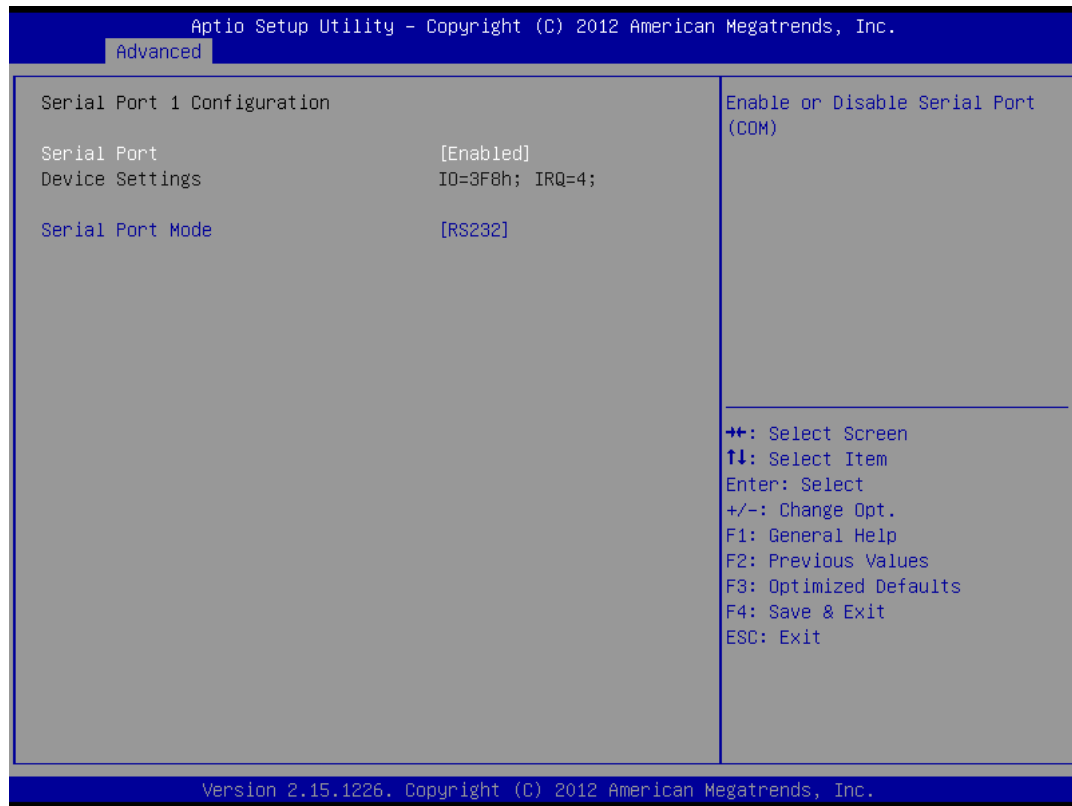 Aptio Setup Utility – Copyright (C) 2012 American Megatrends, Inc.
Advanced
Serial Port 1 Configuration
Serial Port [Enabled]
Device Settings IO=3F8h; IRQ=4;
Serial Port Mode [RS232]
Enable or Disable Serial Port
(COM)
→←: Select Screen
↑↓: Select Item
Enter: Select
+/-: Change Opt.
F1: General Help
F2: Previous Values
F3: Optimized Defaults
F4: Save & Exit
ESC: Exit
Version 2.15.1226. Copyright (C) 2012 American Megatrends, Inc.